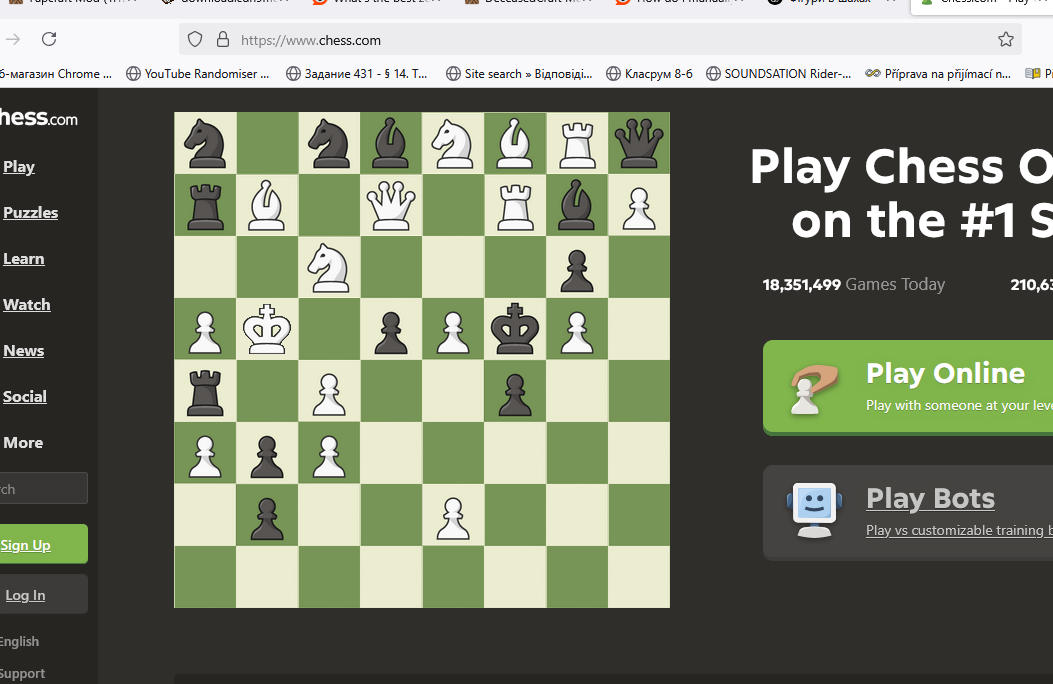 https://www.chess.com
б-магазин Chrome ... YouTube Randomiser ... Задание 431 - § 14. Т... Site search » Відповіді... Класрум 8-б SOUNDSATION Rider-... Příprava na přijímací n...
hess.com
Play
Puzzles
Learn
Watch
News
Social
More
rch
Sign Up
Log In
English
Support
Play Chess O
on the #1 S
18,351,499 Games Today 210,63
Play Online
Play with someone at your leve
Play Bots
Play vs customizable training b